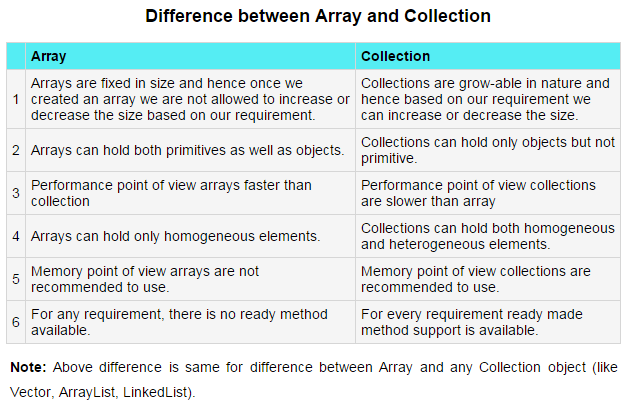 Difference between Array and Collection
Array Collection
1 Arrays are fixed in size and hence once we created an array we are not allowed to increase or decrease the size based on our requirement. Collections are grow-able in nature and hence based on our requirement we can increase or decrease the size.
2 Arrays can hold both primitives as well as objects. Collections can hold only objects but not primitive.
3 Performance point of view arrays faster than collection Performance point of view collections are slower than array
4 Arrays can hold only homogeneous elements. Collections can hold both homogeneous and heterogeneous elements.
5 Memory point of view arrays are not recommended to use. Memory point of view collections are recommended to use.
6 For any requirement, there is no ready method available. For every requirement ready made method support is available.
Note: Above difference is same for difference between Array and any Collection object (like
Vector, ArrayList, LinkedList).